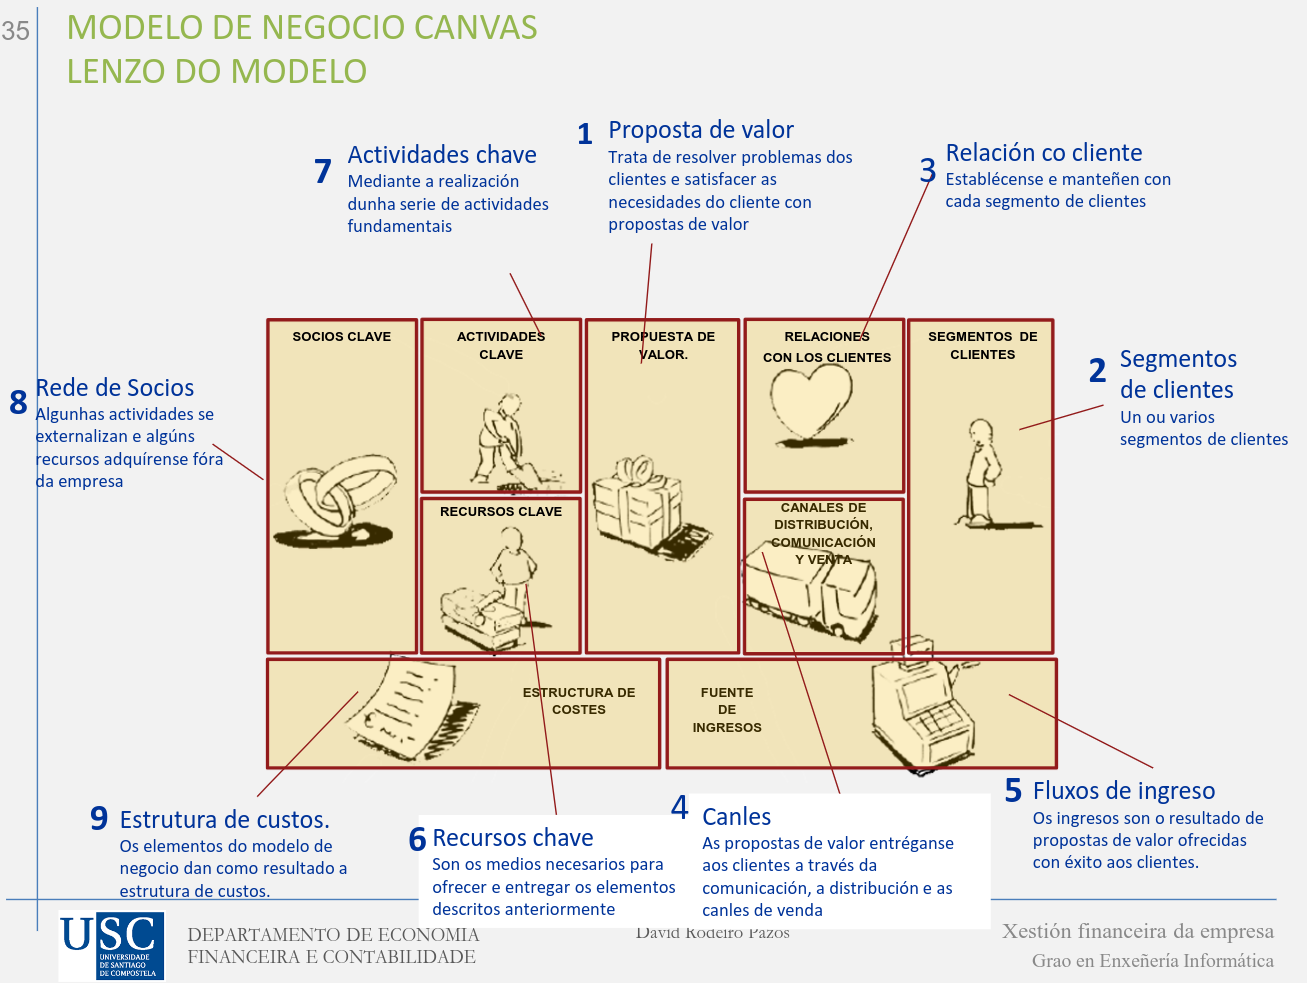 35
MODELO DE NEGOCIO CANVAS
LENZO DO MODELO
7
Actividades chave
Mediante a realización
dunha serie de actividades
fundamentais
1
Proposta de valor
Trata de resolver problemas dos
clientes e satisfacer as
necesidades do cliente con
propostas de valor
3
Relación co cliente
Establécense e manteñen con
cada segmento de clientes
8
Rede de Socios
Algunhas actividades se
externalizan e algúns
recursos adquírense fóra
da empresa
SOCIOS CLAVE
ACTIVIDADES
CLAVE
RECURSOS CLAVE
PROPUESTA DE
VALOR.
RELACIONES
CON LOS CLIENTES
CANALES DE
DISTRIBUCIÓN,
COMUNICACIÓN
Y VENTA
SEGMENTOS DE
CLIENTES
2
Segmentos
de clientes
Un ou varios
segmentos de clientes
ESTRUCTURA DE
COSTES
FUENTE
DE
INGRESOS
9
Estrutura de custos.
Os elementos do modelo de
negocio dan como resultado a
estrutura de custos.
6
Recursos chave
Son os medios necesarios para
ofrecer e entregar os elementos
descritos anteriormente
4
Canles
As propostas de valor entréganse
aos clientes a través da
comunicación, a distribución e as
canles de venda
5
Fluxos de ingreso
Os ingresos son o resultado de
propostas de valor ofrecidas
con éxito aos clientes.
USC
UNIVERSIDADE
DE SANTIAGO
DE COMPOSTELA
DEPARTAMENTO DE ECONOMIA
FINANCEIRA E CONTABILIDADE
David Rodeiro Pazos
Xestión financeira da empresa
Grao en Enxeñería Informática